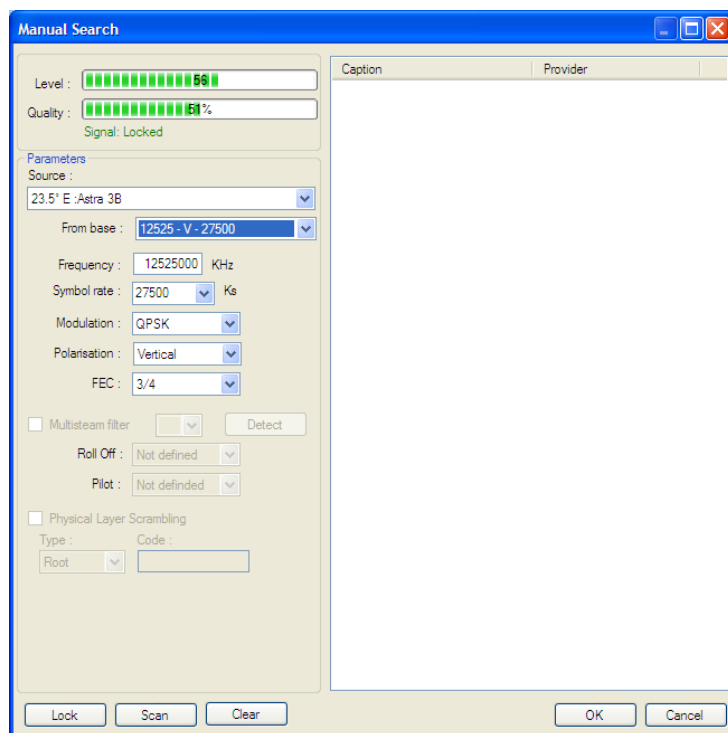 Manual Search
Level : 56
Quality : 51%
Signal: Locked
Parameters
Source :
23.5° E :Astra 3B
From base : 12525 - V - 27500
Frequency : 12525000 KHz
Symbol rate : 27500 Ks
Modulation : QPSK
Polarisation : Vertical
FEC : 3/4
Multisteam filter Detect
Roll Off : Not defined
Pilot : Not definded
Physical Layer Scrambling
Type : Code :
Root
Lock Scan Clear
Caption Provider
OK Cancel